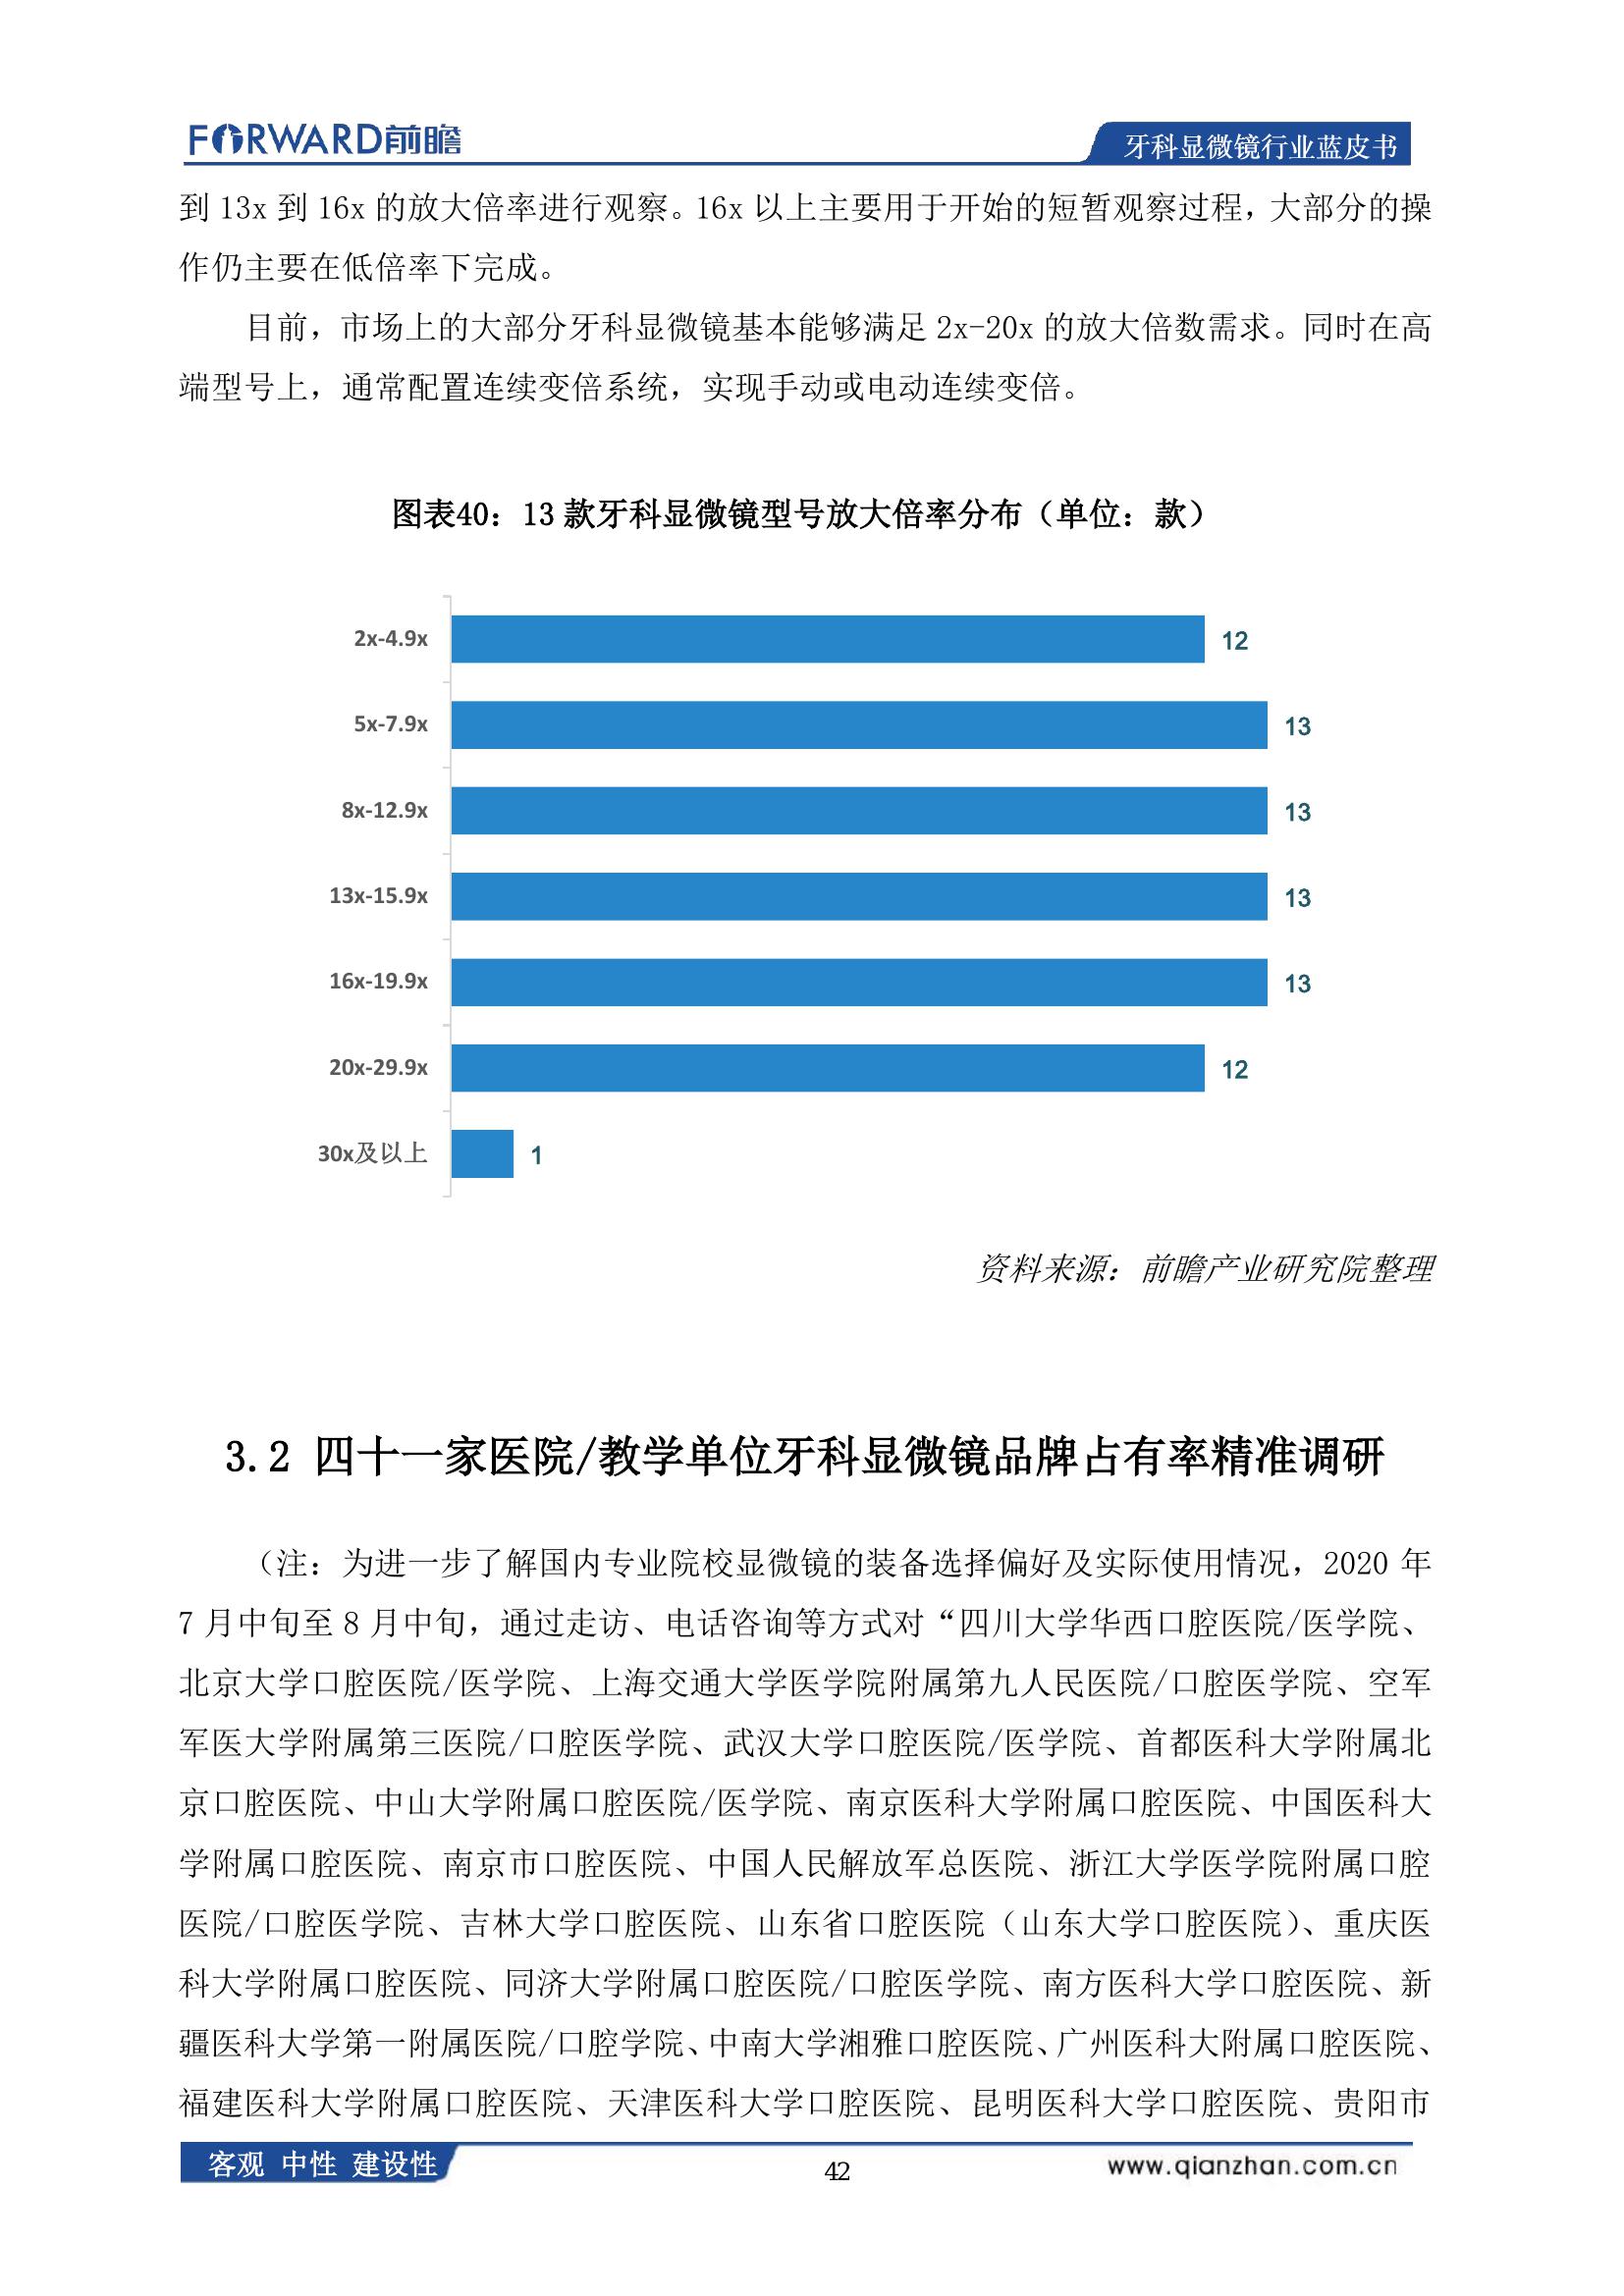 FORWARD前瞻
牙科显微镜行业蓝皮书
到 13x 到 16x 的放大倍率进行观察。16x 以上主要用于开始的短暂观察过程，大部分的操
作仍主要在低倍率下完成。
目前，市场上的大部分牙科显微镜基本能够满足 2x-20x 的放大倍数需求。同时在高
端型号上，通常配置连续变倍系统，实现手动或电动连续变倍。
图表40：13 款牙科显微镜型号放大倍率分布（单位：款）
2x-4.9x 12
5x-7.9x 13
8x-12.9x 13
13x-15.9x 13
16x-19.9x 13
20x-29.9x 12
30x及以上 1
资料来源：前瞻产业研究院整理
3.2 四十一家医院/教学单位牙科显微镜品牌占有率精准调研
（注：为进一步了解国内专业院校显微镜的装备选择偏好及实际使用情况，2020 年
7 月中旬至 8 月中旬，通过走访、电话咨询等方式对“四川大学华西口腔医院/医学院、
北京大学口腔医院/医学院、上海交通大学医学院附属第九人民医院/口腔医学院、空军
军医大学附属第三医院/口腔医学院、武汉大学口腔医院/医学院、首都医科大学附属北
京口腔医院、中山大学附属口腔医院/医学院、南京医科大学附属口腔医院、中国医科大
学附属口腔医院、南京市口腔医院、中国人民解放军总医院、浙江大学医学院附属口腔
医院/口腔医学院、吉林大学口腔医院、山东省口腔医院（山东大学口腔医院）、重庆医
科大学附属口腔医院、同济大学附属口腔医院/口腔医学院、南方医科大学口腔医院、新
疆医科大学第一附属医院/口腔学院、中南大学湘雅口腔医院、广州医科大附属口腔医院、
福建医科大学附属口腔医院、天津医科大学口腔医院、昆明医科大学口腔医院、贵阳市
客观 中性 建设性
42
www.qianzhan.com.cn